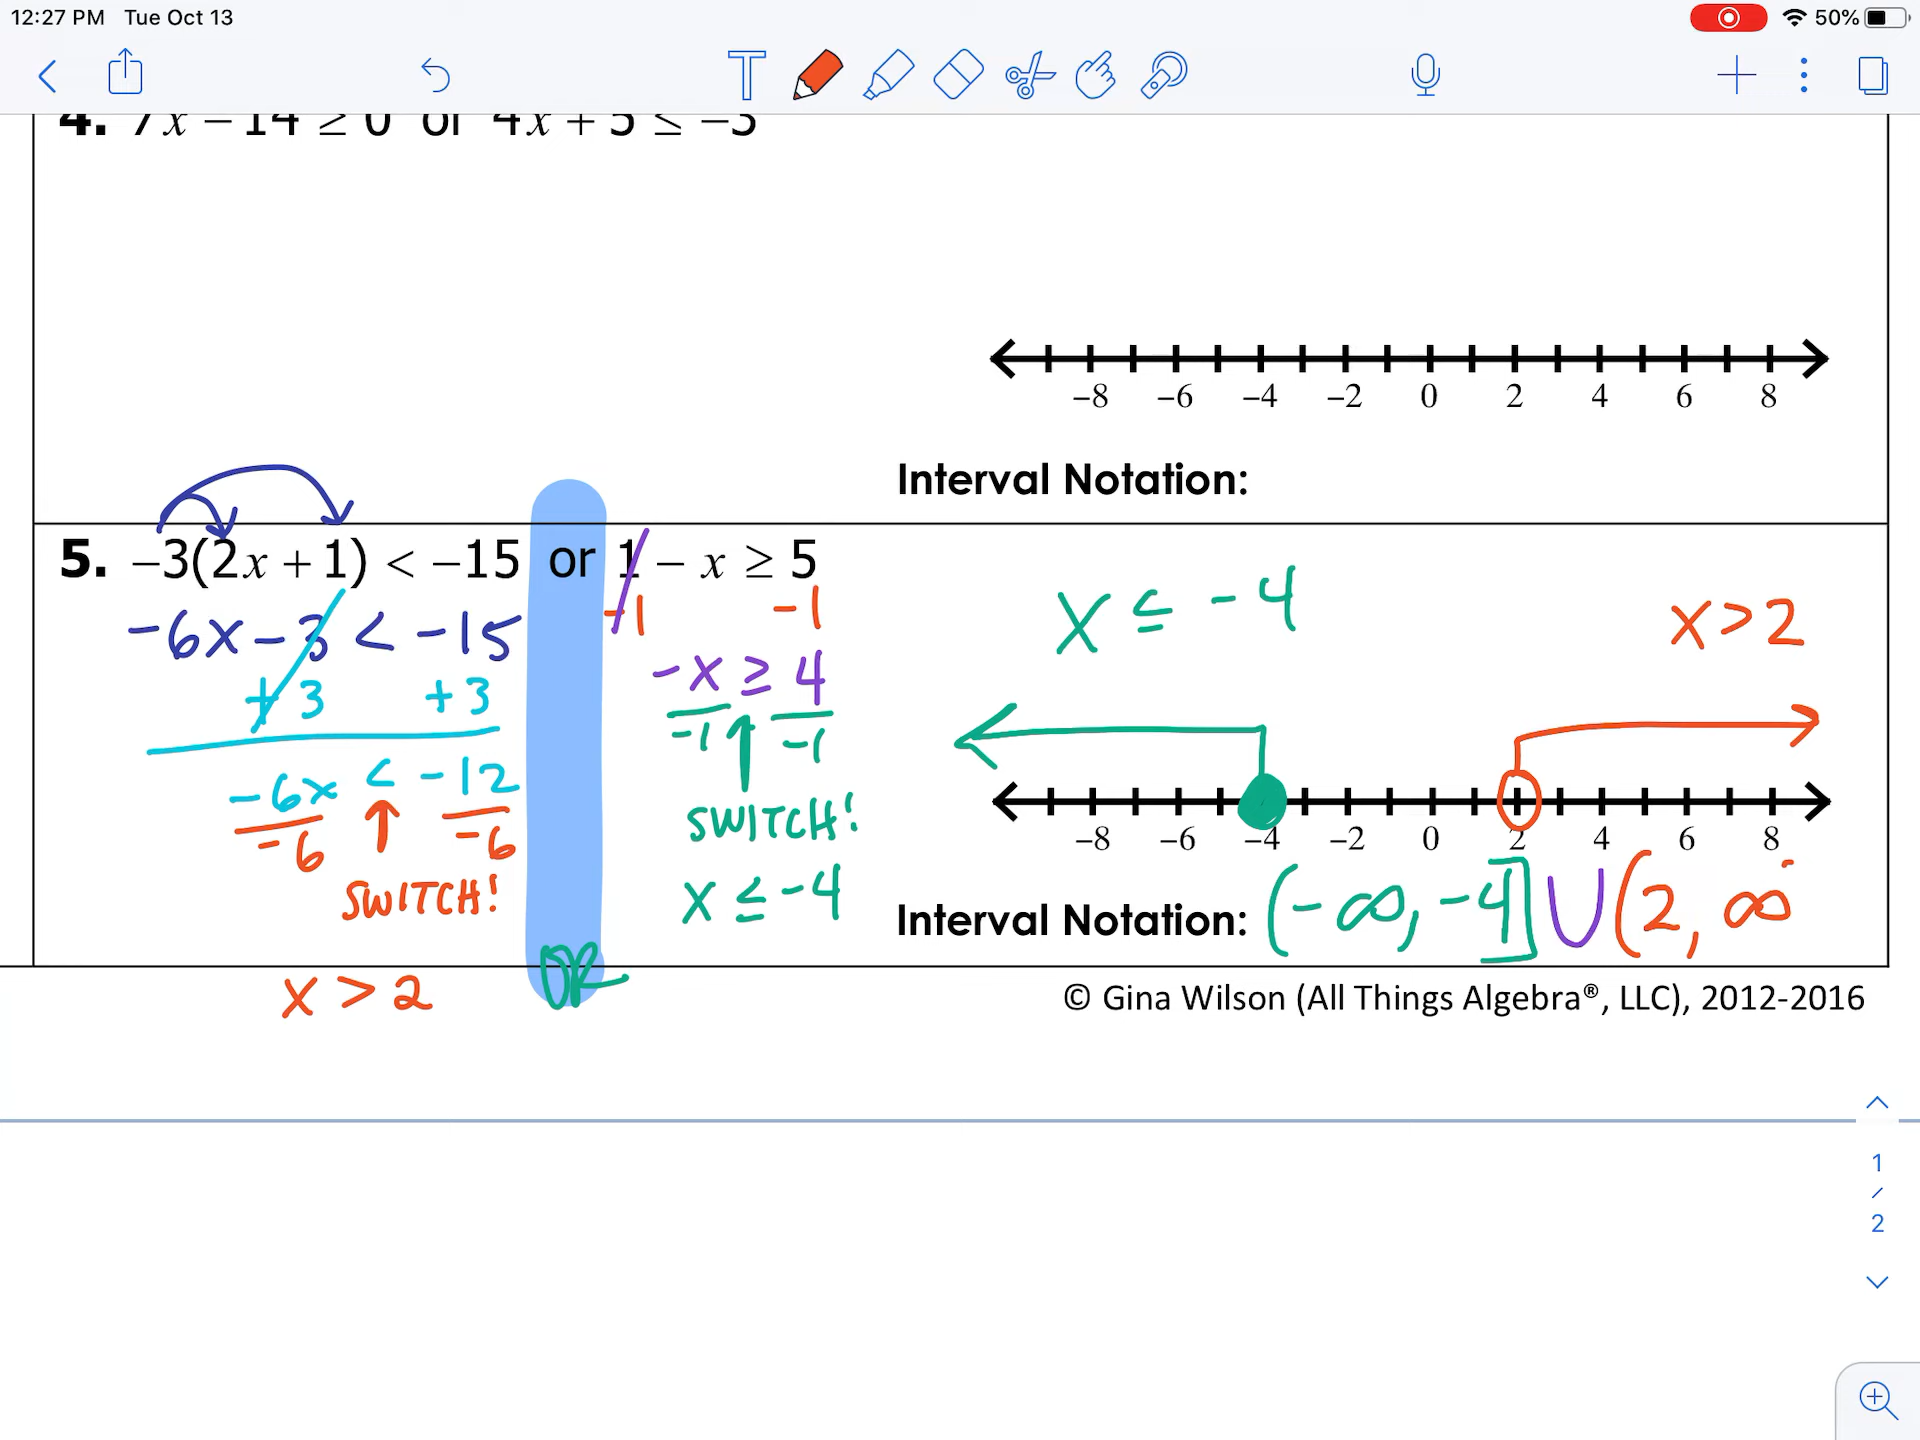 12:27 PM Tue Oct 13 50%
4. 7x − 14 ≥ 0 or 4x + 5 ≤ −3
−8 −6 −4 −2 0 2 4 6 8
Interval Notation:
5. −3(2x + 1) < −15 or 1 − x ≥ 5
-6x - 3 < -15
-1 -1
+3 +3
-x ≥ 4
-1 -1
-6x < -12
-6 -6
SWITCH!
x > 2
OR
SWITCH!
x ≤ -4
x ≤ -4
x > 2
−8 −6 −4 −2 0 2 4 6 8
Interval Notation: (-∞, -4] ∪ (2, ∞
© Gina Wilson (All Things Algebra®, LLC), 2012-2016
1
/
2